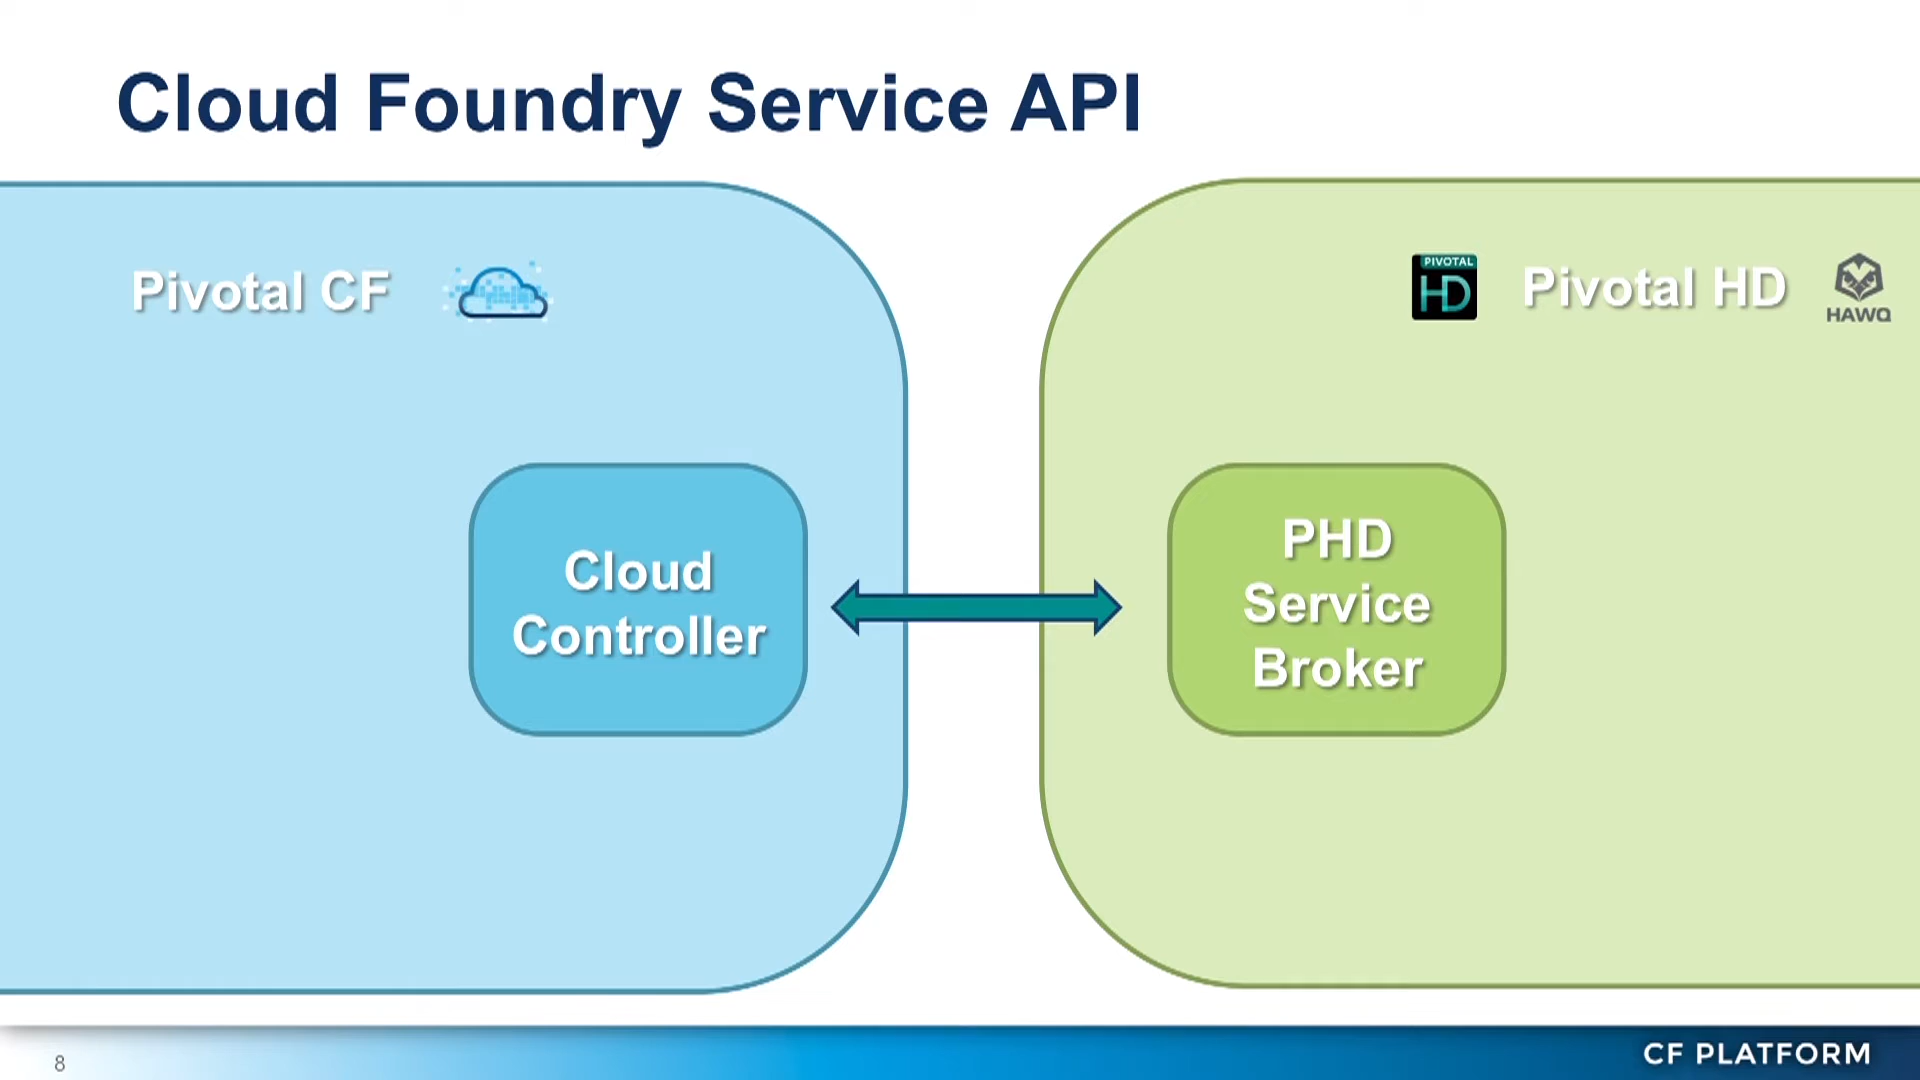 Cloud Foundry Service API
Pivotal CF
PIVOTAL
HD
Pivotal HD
HAWQ
Cloud
Controller
PHD
Service
Broker
8
CF PLATFORM